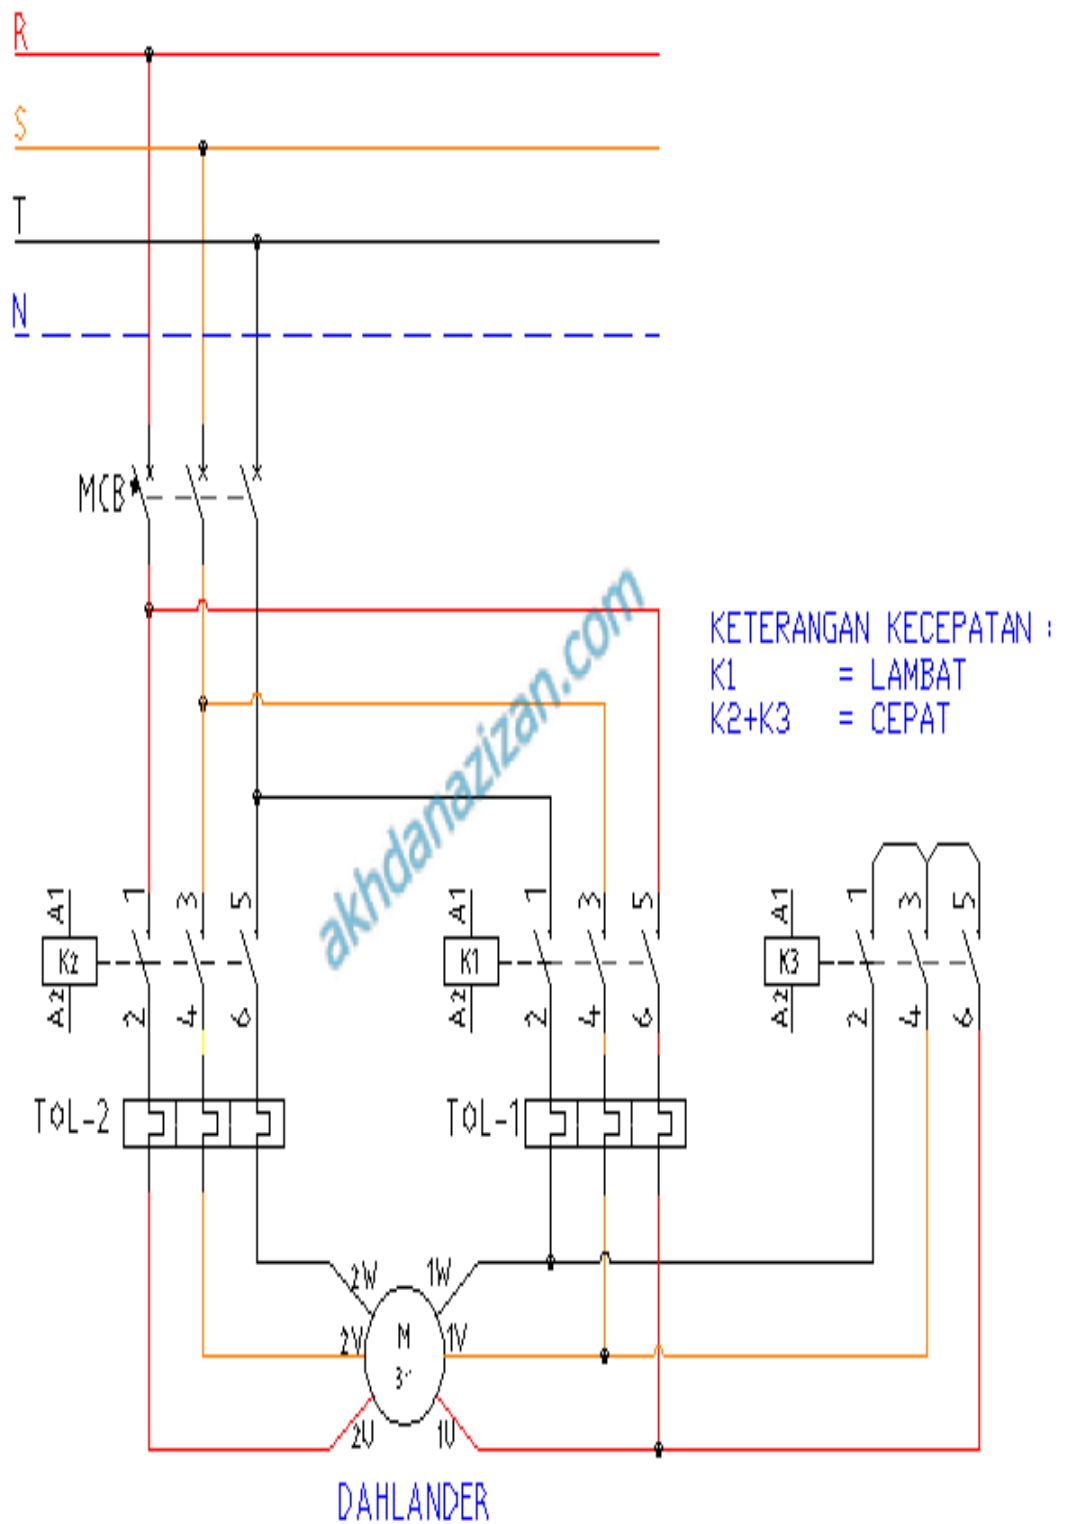 R
S
T
N
MCB
akhdanazizan.com
KETERANGAN KECEPATAN :
K1 = LAMBAT
K2+K3 = CEPAT
A1 1 3 5 A1 1 3 5 A1 1 3 5
K2 K1 K3
A2 2 4 6 A2 2 4 6 A2 2 4 6
TOL-2 TOL-1
2W 1W
2V M 1V
3~
2U 1U
DAHLANDER